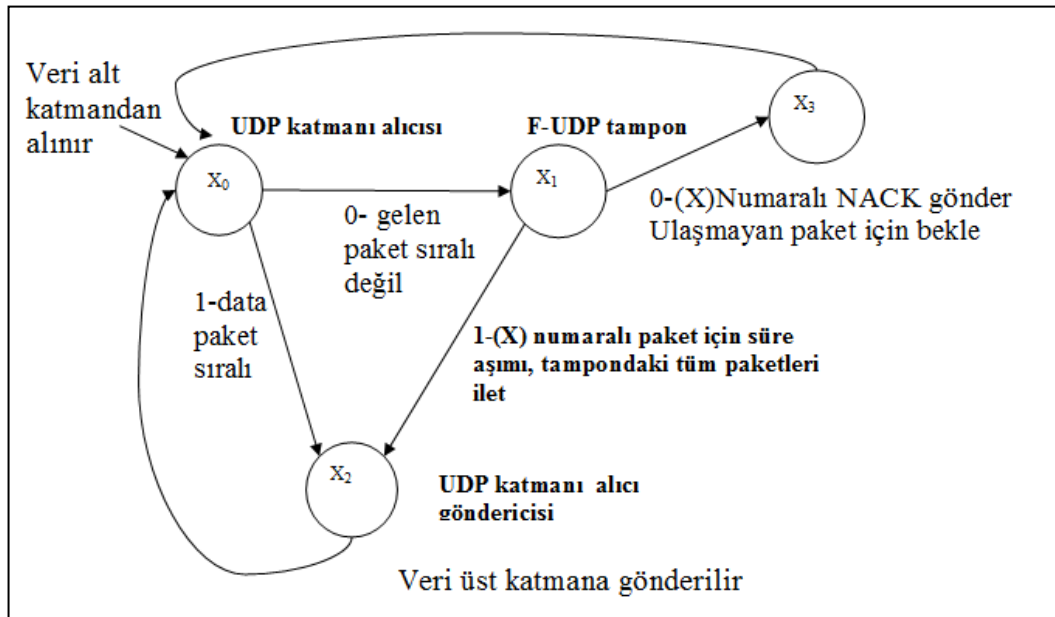 Veri alt
katmandan
alınır
UDP katmanı alıcısı
F-UDP tampon
X₃
X₀
X₁
0- gelen
paket sıralı
değil
0-(X)Numaralı NACK gönder
Ulaşmayan paket için bekle
1-data
paket
sıralı
1-(X) numaralı paket için süre
aşımı, tampondaki tüm paketleri
ilet
X₂
UDP katmanı alıcı
göndericisi
Veri üst katmana gönderilir